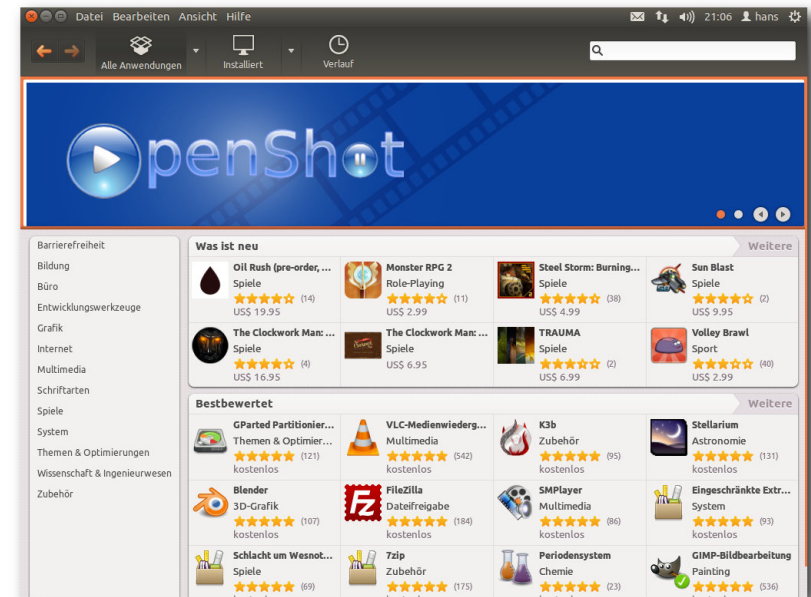 Datei Bearbeiten Ansicht Hilfe
21:06 hans
Alle Anwendungen
Installiert
Verlauf
OpenShot
Barrierefreiheit
Bildung
Büro
Entwicklungswerkzeuge
Grafik
Internet
Multimedia
Schriftarten
Spiele
System
Themen & Optimierungen
Wissenschaft & Ingenieurwesen
Zubehör
Was ist neu
Weitere
Oil Rush (pre-order, ...
Spiele
(14)
US$ 19.95
Monster RPG 2
Role-Playing
(11)
US$ 2.99
Steel Storm: Burning...
Spiele
(38)
US$ 4.99
Sun Blast
Spiele
(2)
US$ 9.95
The Clockwork Man: ...
Spiele
(4)
US$ 16.95
The Clockwork Man: ...
Spiele
US$ 6.95
TRAUMA
Spiele
(2)
US$ 6.99
Volley Brawl
Sport
(40)
US$ 2.99
Bestbewertet
Weitere
GParted Partitionier...
Themen & Optimier...
(121)
kostenlos
VLC-Medienwiederg...
Multimedia
(542)
kostenlos
K3b
Zubehör
(95)
kostenlos
Stellarium
Astronomie
(131)
kostenlos
Blender
3D-Grafik
(107)
kostenlos
FileZilla
Dateifreigabe
(184)
kostenlos
SMPlayer
Multimedia
(86)
kostenlos
Eingeschränkte Extr...
System
(93)
kostenlos
Schlacht um Wesnot...
Spiele
(69)
7zip
Zubehör
(175)
Periodensystem
Chemie
(23)
GIMP-Bildbearbeitung
Painting
(536)